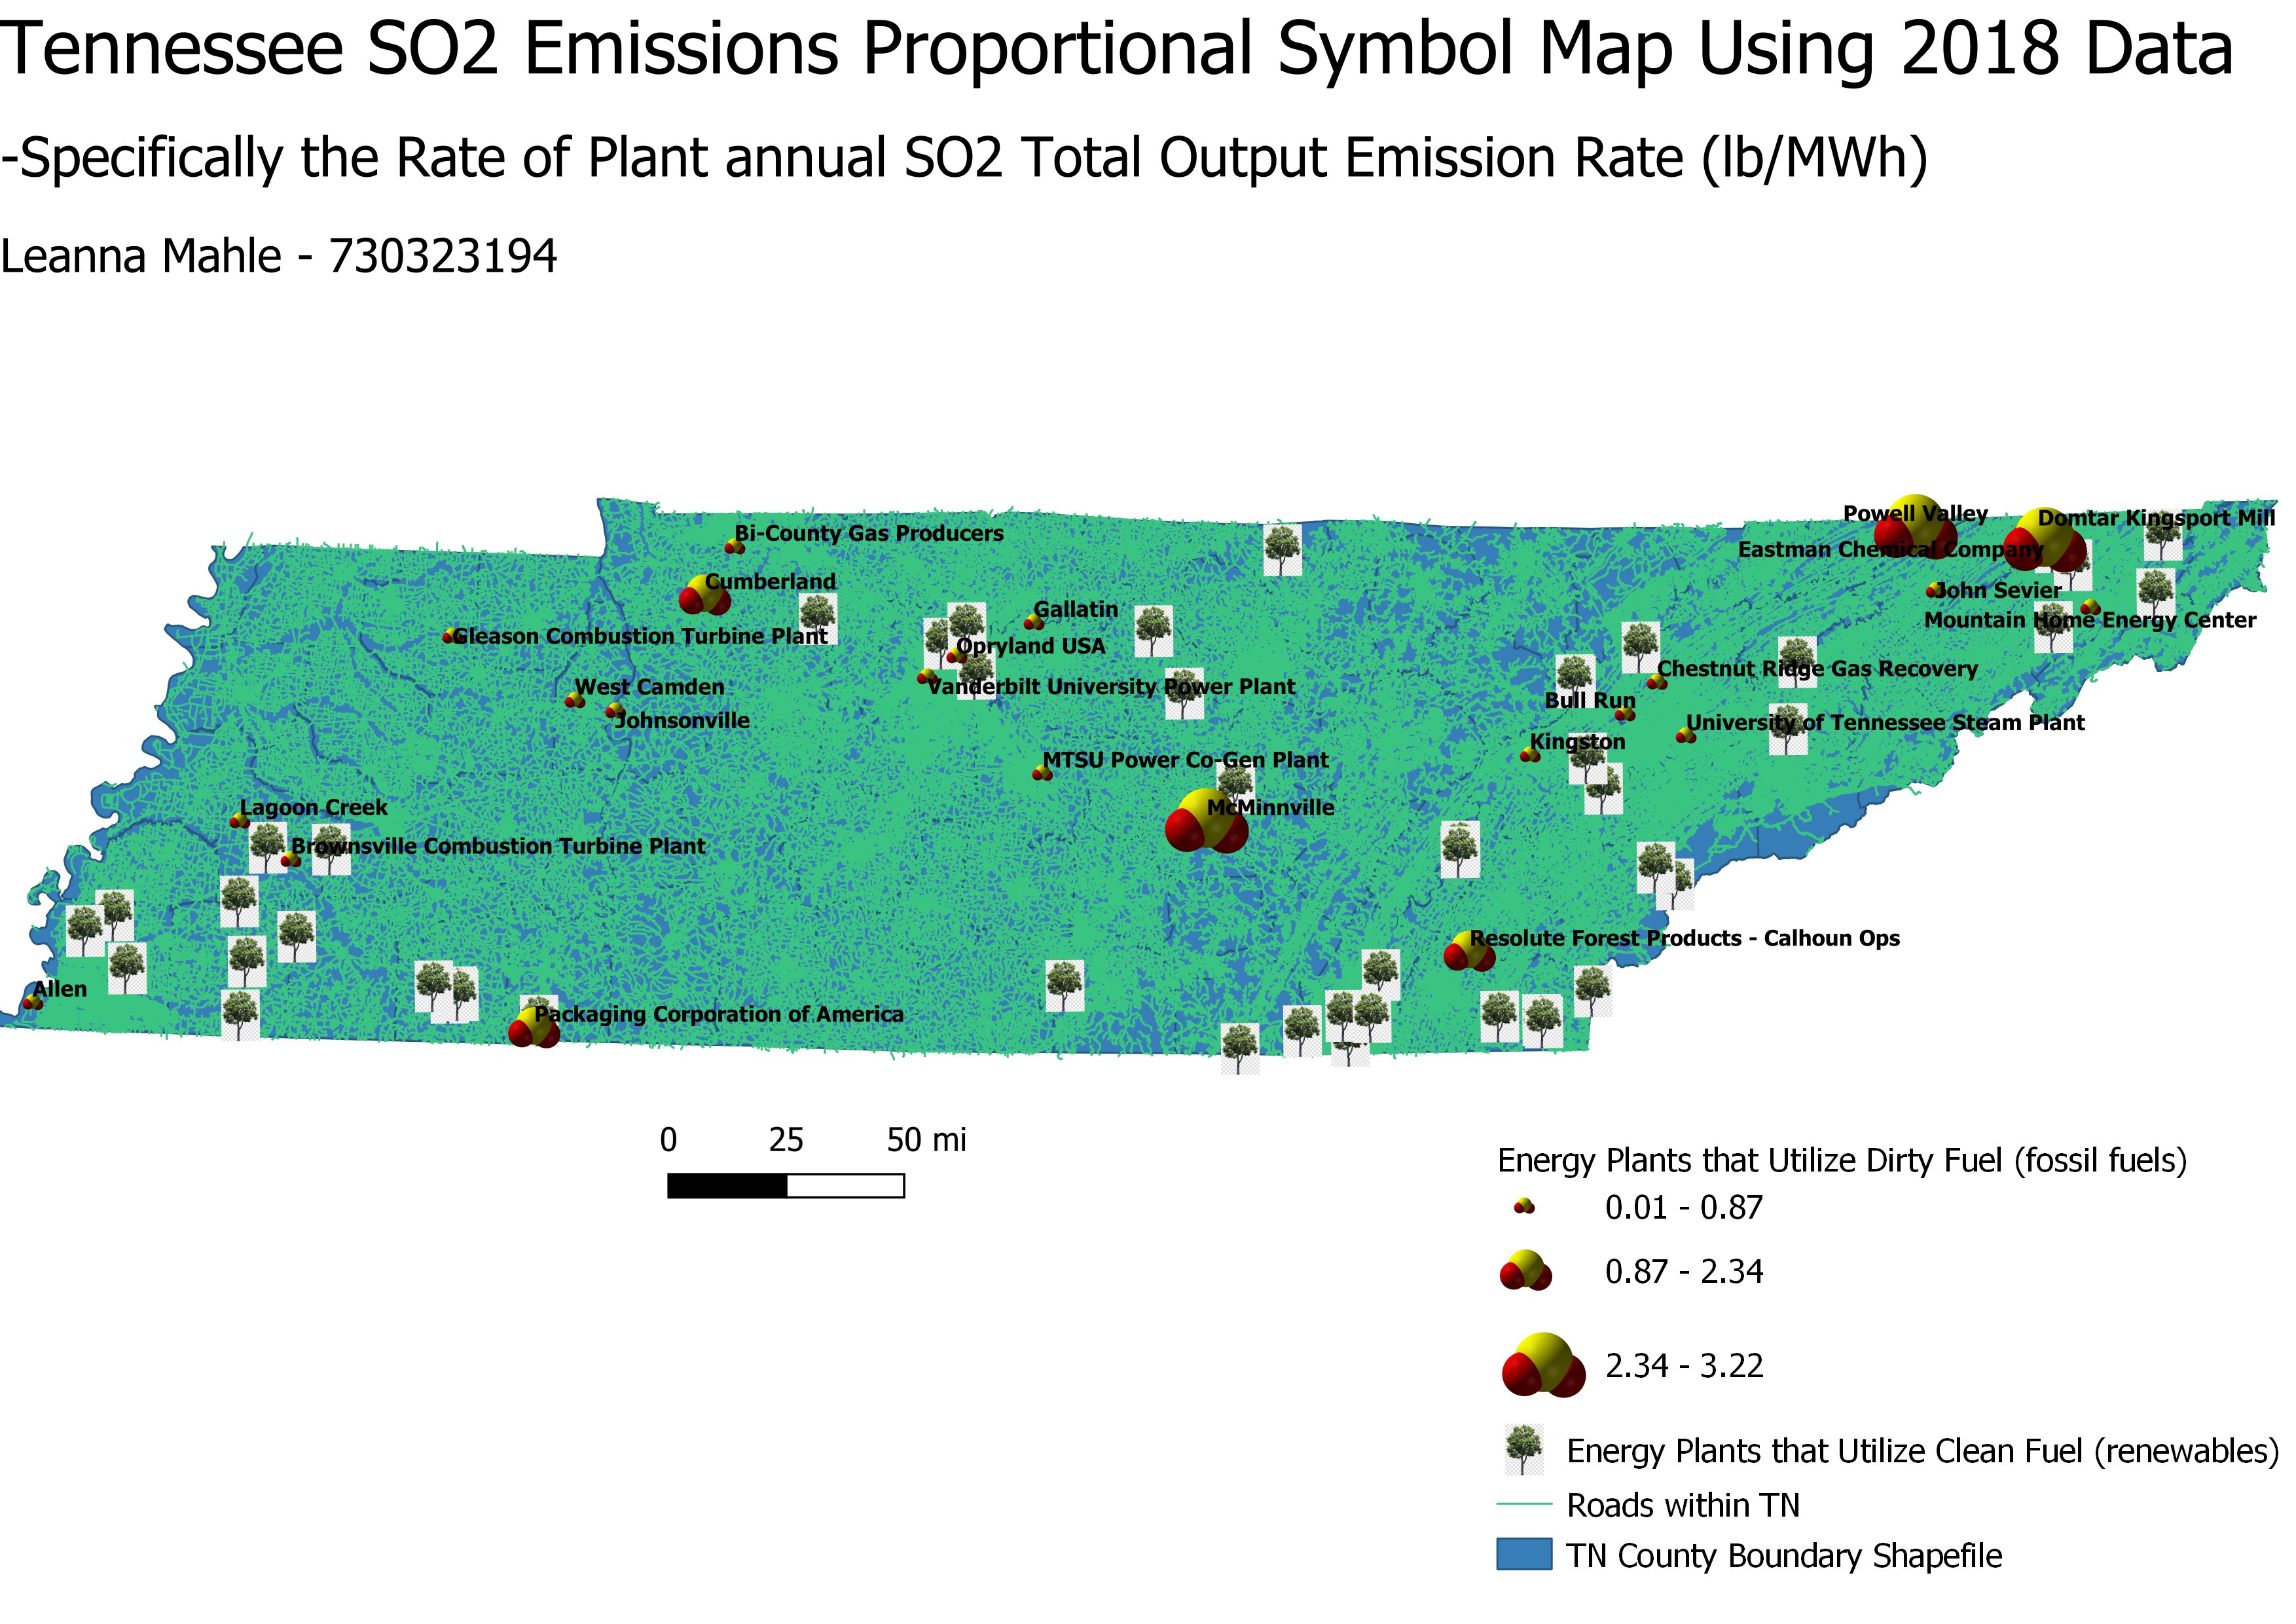 Tennessee SO2 Emissions Proportional Symbol Map Using 2018 Data
-Specifically the Rate of Plant annual SO2 Total Output Emission Rate (lb/MWh)
Leanna Mahle - 730323194
Powell Valley
Domtar Kingsport Mill
Bi-County Gas Producers
Eastman Chemical Company
Cumberland
John Sevier
Gallatin
Mountain Home Energy Center
Gleason Combustion Turbine Plant
Opryland USA
Chestnut Ridge Gas Recovery
West Camden
Vanderbilt University Power Plant
Bull Run
Johnsonville
University of Tennessee Steam Plant
Kingston
MTSU Power Co-Gen Plant
Lagoon Creek
McMinnville
Brownsville Combustion Turbine Plant
Resolute Forest Products - Calhoun Ops
Allen
Packaging Corporation of America
0 25 50 mi
Energy Plants that Utilize Dirty Fuel (fossil fuels)
0.01 - 0.87
0.87 - 2.34
2.34 - 3.22
Energy Plants that Utilize Clean Fuel (renewables)
Roads within TN
TN County Boundary Shapefile